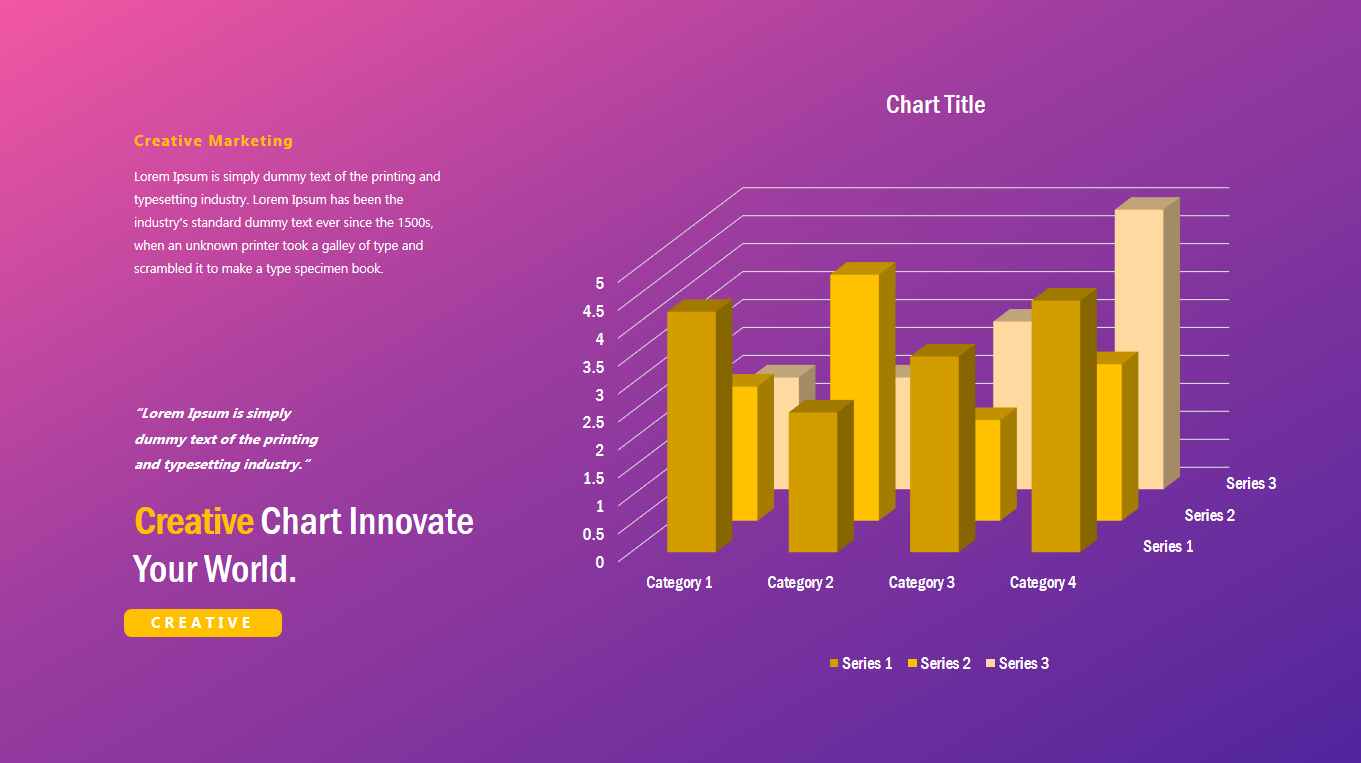 Creative Marketing
Lorem Ipsum is simply dummy text of the printing and
typesetting industry. Lorem Ipsum has been the
industry's standard dummy text ever since the 1500s,
when an unknown printer took a galley of type and
scrambled it to make a type specimen book.
“Lorem Ipsum is simply
dummy text of the printing
and typesetting industry.”
Creative Chart Innovate
Your World.
CREATIVE
Chart Title
5
4.5
4
3.5
3
2.5
2
1.5
1
0.5
0
Category 1 Category 2 Category 3 Category 4
Series 3
Series 2
Series 1
Series 1 Series 2 Series 3